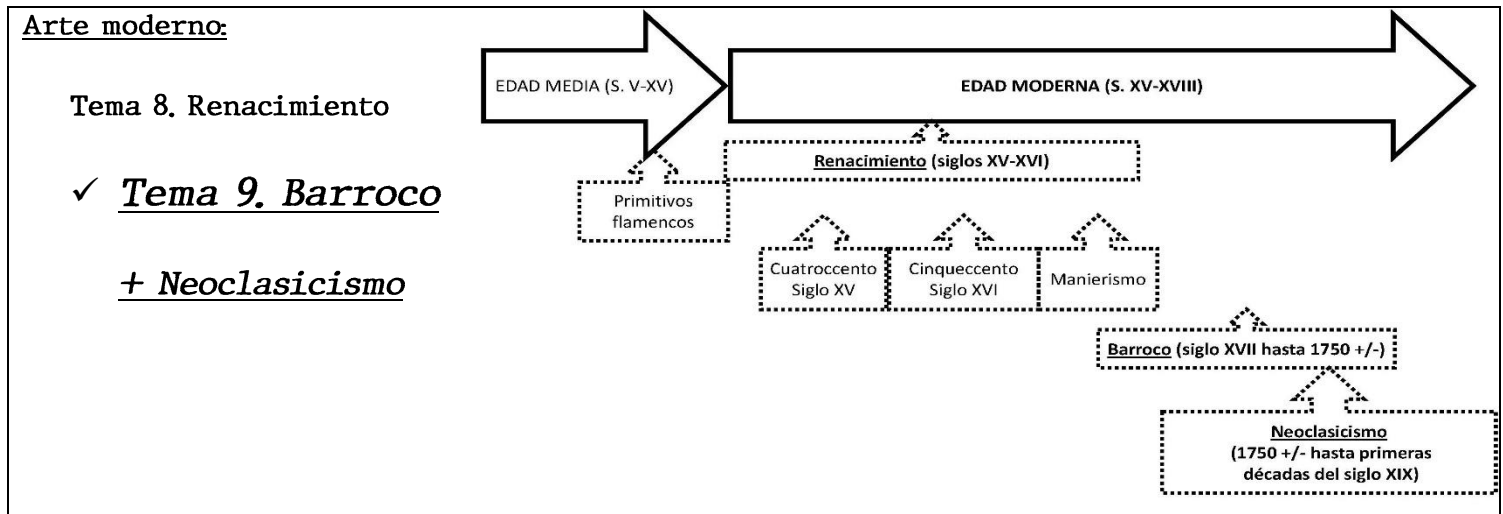 Arte moderno:
Tema 8. Renacimiento
✓ Tema 9. Barroco
+ Neoclasicismo
EDAD MEDIA (S. V-XV)
EDAD MODERNA (S. XV-XVIII)
Renacimiento (siglos XV-XVI)
Primitivos
flamencos
Cuatroccento
Siglo XV
Cinqueccento
Siglo XVI
Manierismo
Barroco (siglo XVII hasta 1750 +/-)
Neoclasicismo
(1750 +/- hasta primeras
décadas del siglo XIX)